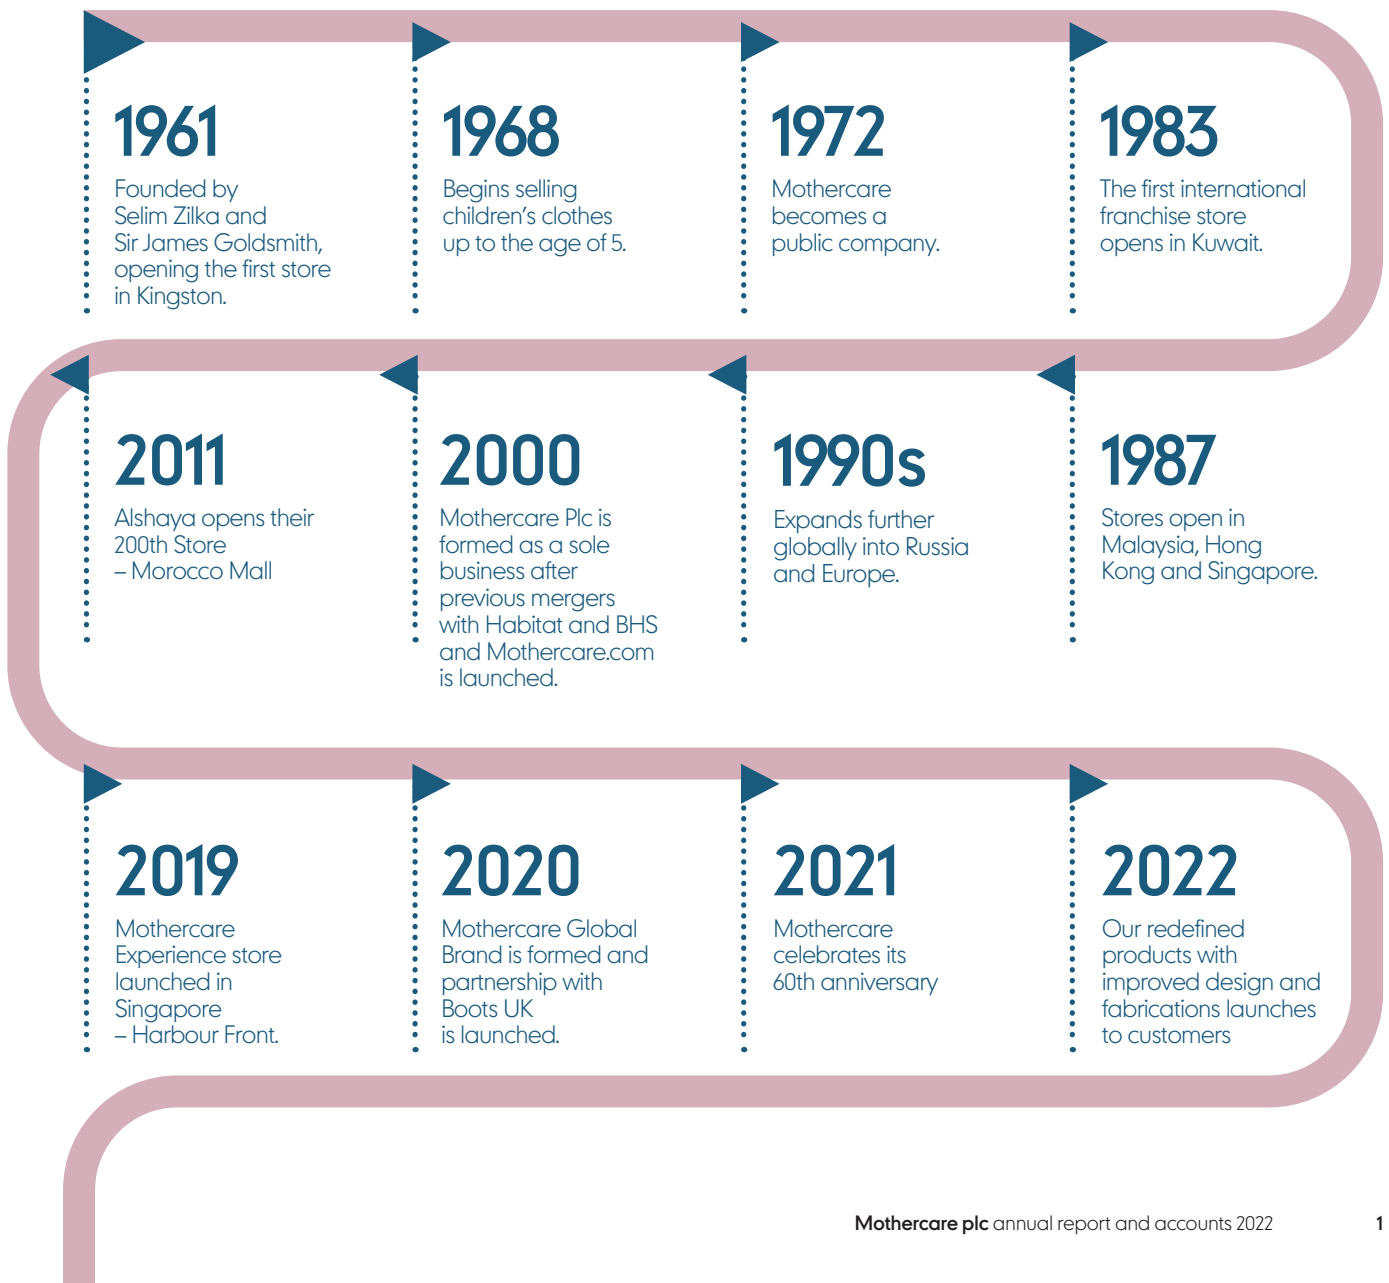 1961
Founded by
Selim Zilka and
Sir James Goldsmith,
opening the first store
in Kingston.
1968
Begins selling
children’s clothes
up to the age of 5.
1972
Mothercare
becomes a
public company.
1983
The first international
franchise store
opens in Kuwait.
1987
Stores open in
Malaysia, Hong
Kong and Singapore.
1990s
Expands further
globally into Russia
and Europe.
2000
Mothercare Plc is
formed as a sole
business after
previous mergers
with Habitat and BHS
and Mothercare.com
is launched.
2011
Alshaya opens their
200th Store
– Morocco Mall
2019
Mothercare
Experience store
launched in
Singapore
– Harbour Front.
2020
Mothercare Global
Brand is formed and
partnership with
Boots UK
is launched.
2021
Mothercare
celebrates its
60th anniversary
2022
Our redefined
products with
improved design and
fabrications launches
to customers
Mothercare plc annual report and accounts 2022 1